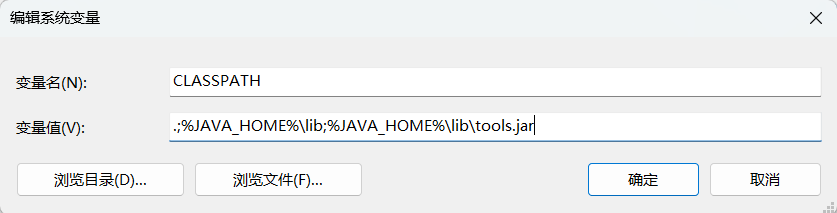 编辑系统变量
变量名(N): CLASSPATH
变量值(V): .;%JAVA_HOME%\lib;%JAVA_HOME%\lib\tools.jar
浏览目录(D)... 浏览文件(F)... 确定 取消